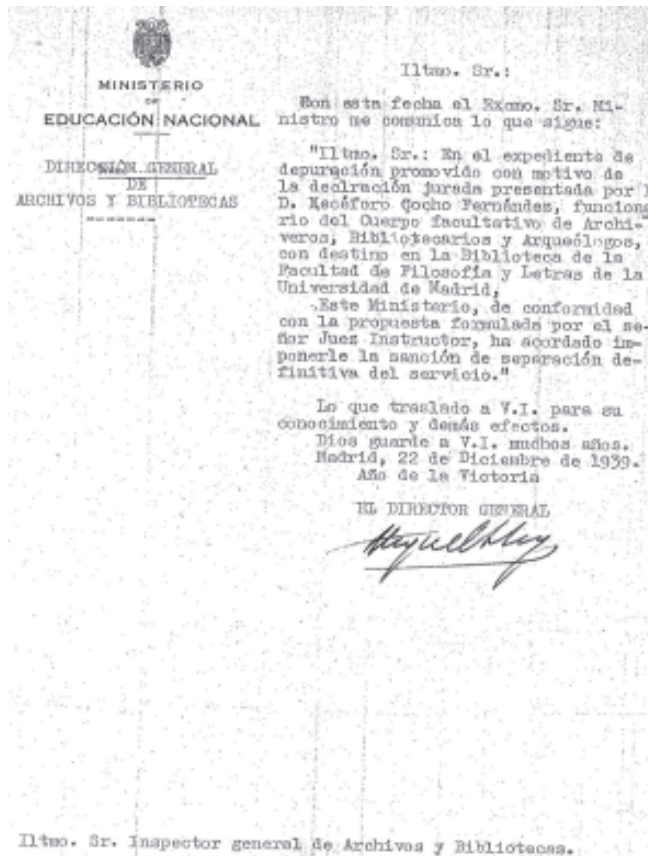 MINISTERIO
DE
EDUCACIÓN NACIONAL
DIRECCIÓN GENERAL
DE
ARCHIVOS Y BIBLIOTECAS
Iltmo. Sr.:
Con esta fecha el Excmo. Sr. Mi-
nistro me comunica lo que sigue:
"Iltmo. Sr.: En el expediente de
depuración promovido con motivo de
la declración jurada presentada por
D. Necéforo Cocho Fernández, funciona
rio del Cuerpo facultativo de Archi-
veros, Bibliotecarios y Arqueólogos,
con destino en la Biblioteca de la
Facultad de Filosofía y Letras de la
Universidad de Madrid,
Este Ministerio, de conformidad
con la propuesta formulada por el se-
ñor Juez Instructor, ha acordado im-
ponerle la sanción de separación de-
finitiva del servicio."
Lo que traslado a V.I. para su
conocimiento y demás efectos.
Dios guarde a V.I. muchos años.
Madrid, 22 de Diciembre de 1939.
Año de la Victoria
EL DIRECTOR GENERAL
Iltmo. Sr. Inspector general de Archivos y Bibliotecas.